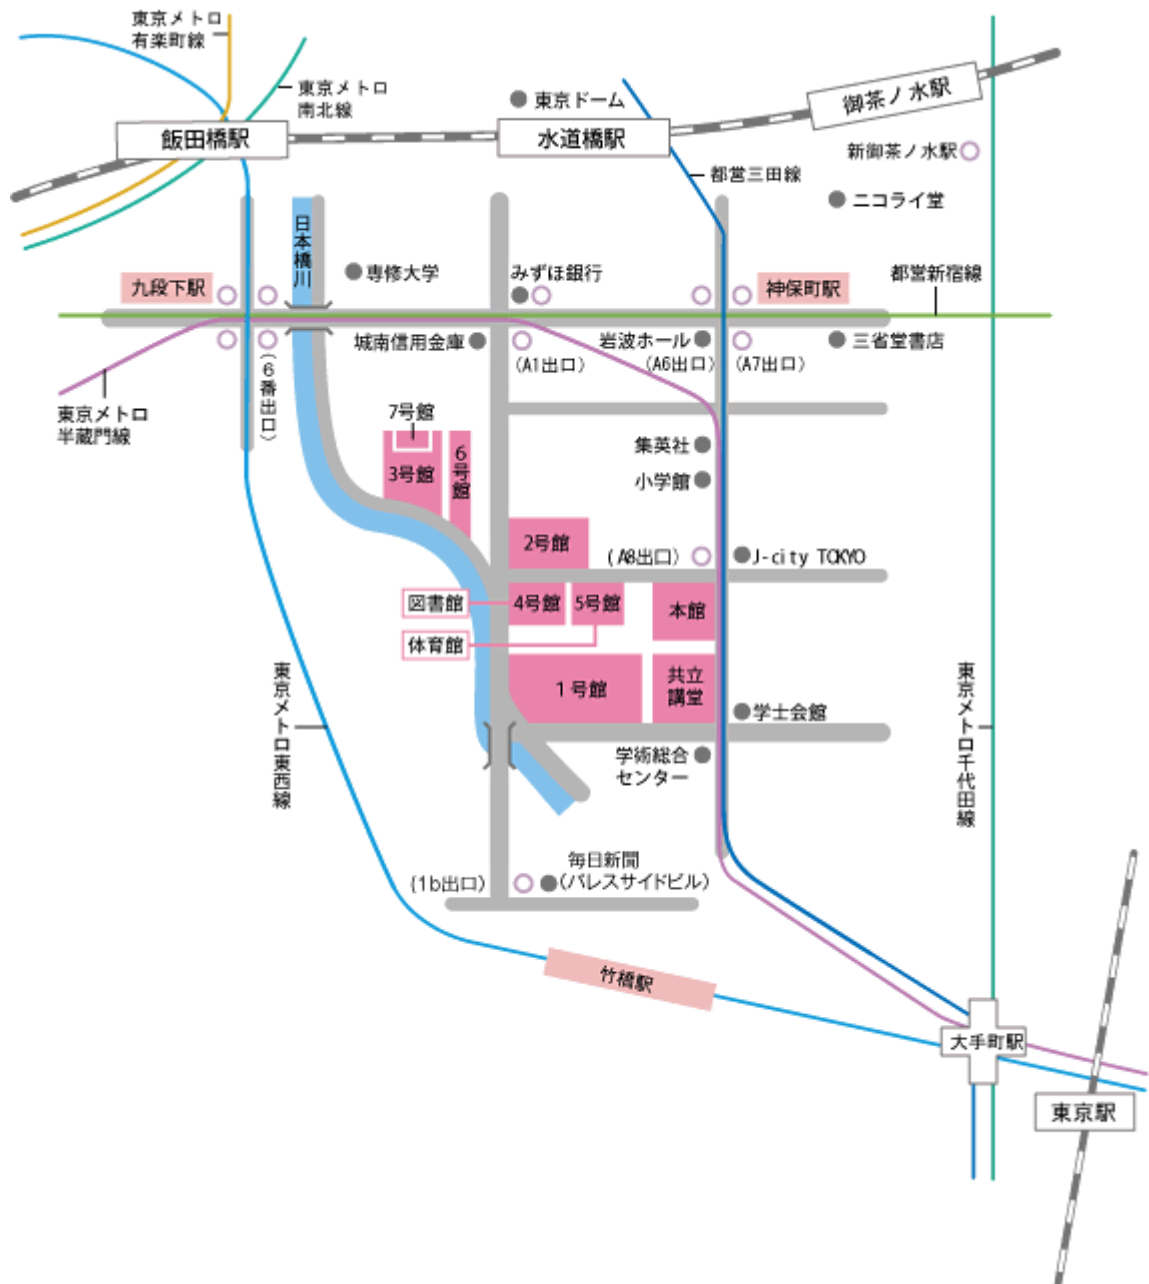 東京メトロ
有楽町線
東京メトロ
南北線
東京ドーム
御茶ノ水駅
飯田橋駅
水道橋駅
新御茶ノ水駅
都営三田線
ニコライ堂
日本橋川
専修大学
みずほ銀行
都営新宿線
九段下駅
神保町駅
城南信用金庫
岩波ホール
三省堂書店
(A1出口)
(A6出口)
(A7出口)
(6番出口)
東京メトロ
半蔵門線
7号館
3号館
6号館
集英社
小学館
2号館
(A8出口)
J-city TOKYO
図書館
4号館
5号館
本館
体育館
1号館
共立
講堂
東京メトロ東西線
東京メトロ千代田線
学士会館
学術総合
センター
毎日新聞
(パレスサイドビル)
(1b出口)
竹橋駅
大手町駅
東京駅